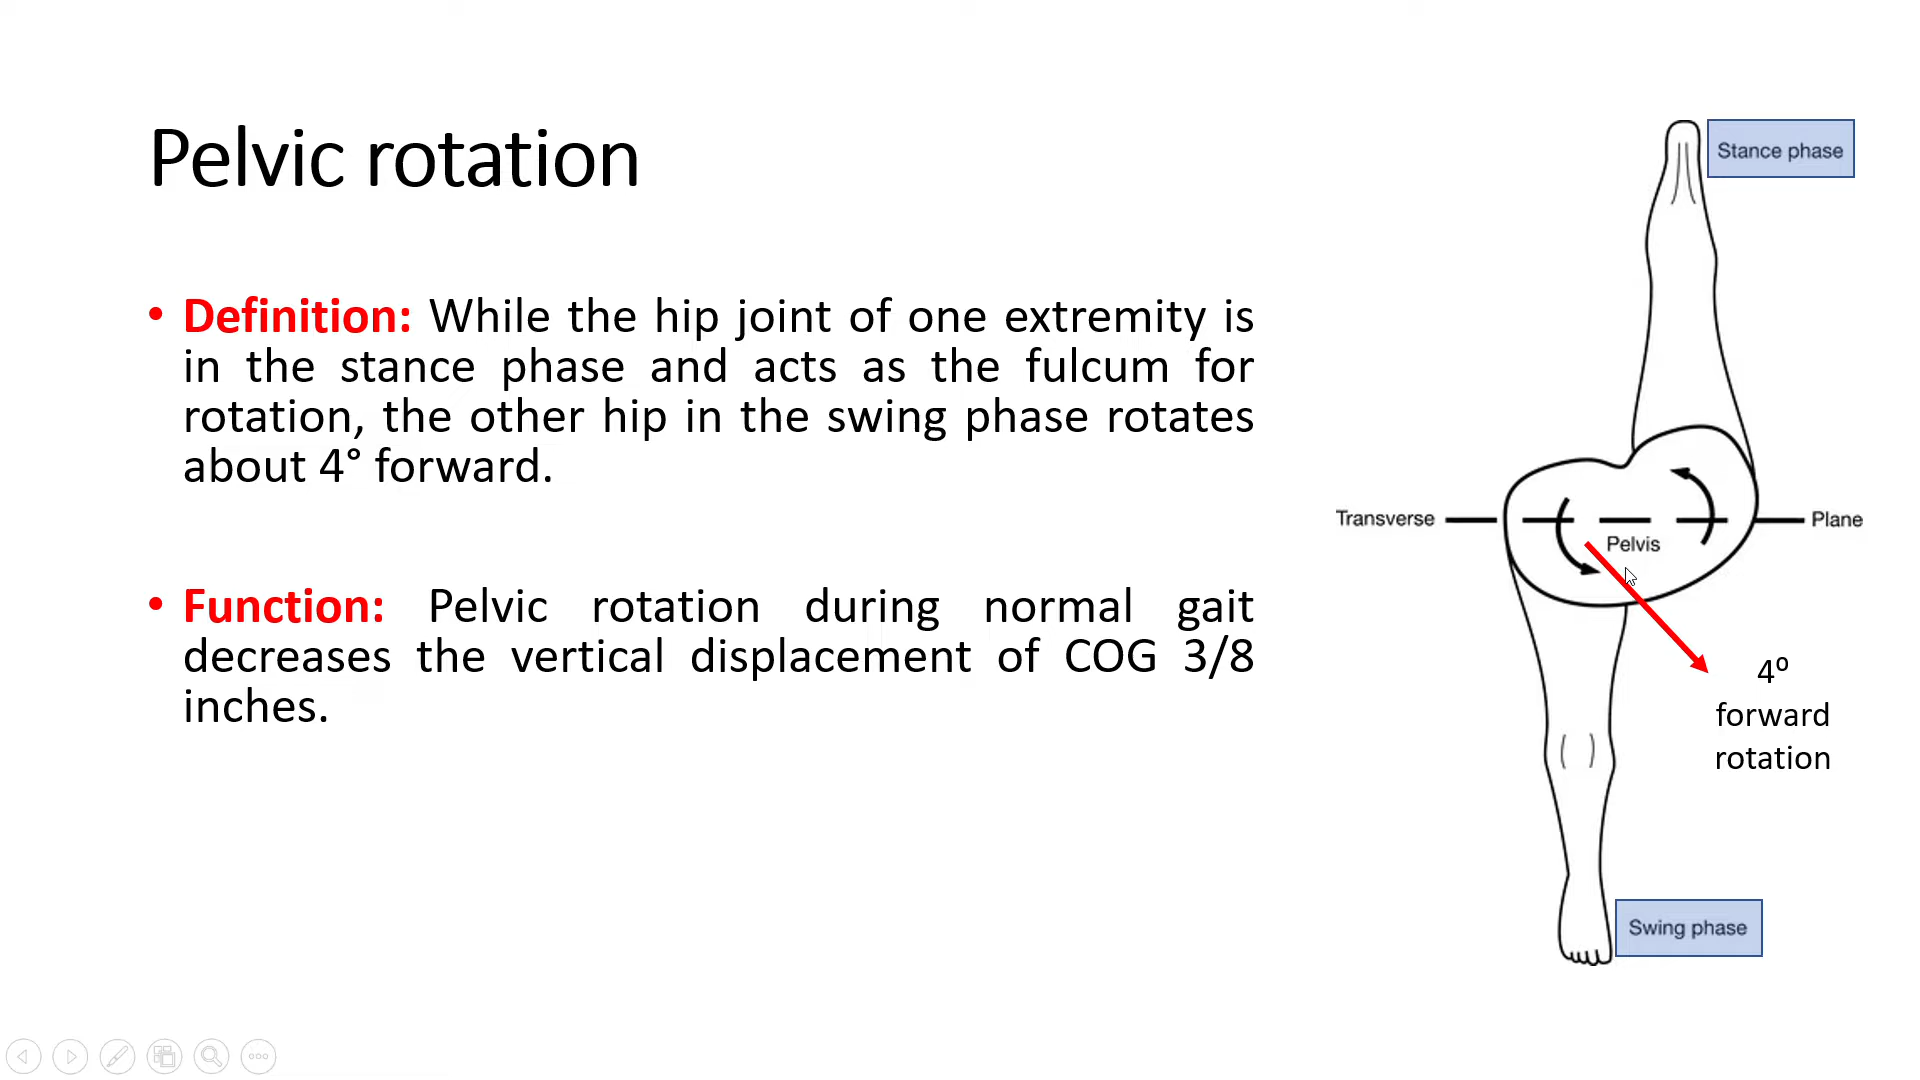 Pelvic rotation
• Definition: While the hip joint of one extremity is
in the stance phase and acts as the fulcum for
rotation, the other hip in the swing phase rotates
about 4° forward.
• Function: Pelvic rotation during normal gait
decreases the vertical displacement of COG 3/8
inches.
Stance phase
Transverse
Plane
Pelvis
4º
forward
rotation
Swing phase